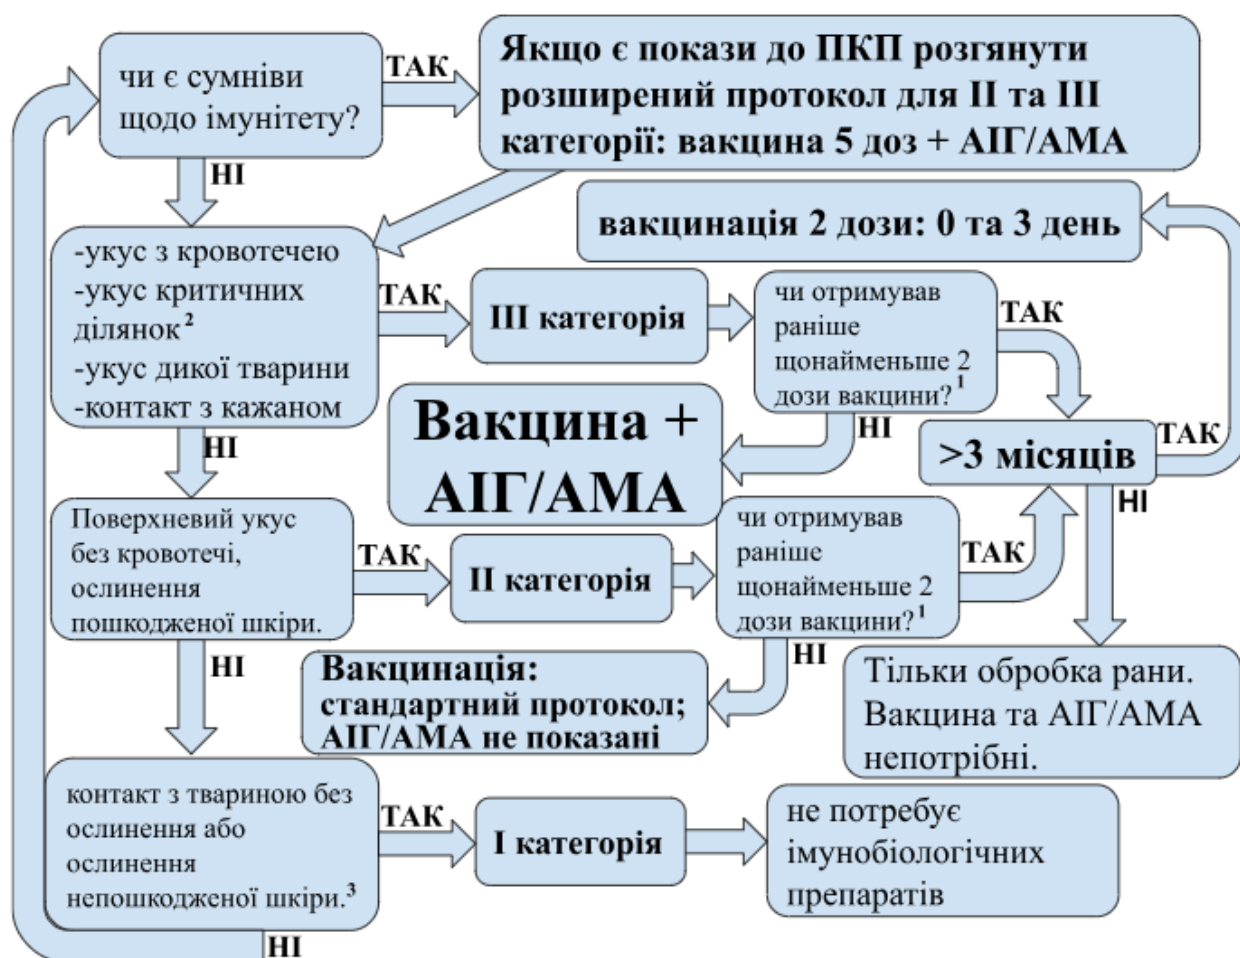 чи є сумніви
щодо імунітету?
ТАК
Якщо є покази до ПКП розгянути
розширений протокол для II та III
категорії: вакцина 5 доз + АІГ/АМА
НІ
вакцинація 2 дози: 0 та 3 день
-укус з кровотечею
-укус критичних
ділянок²
-укус дикої тварини
-контакт з кажаном
ТАК
III категорія
чи отримував
раніше
щонайменьше 2
дози вакцини?¹
ТАК
НІ
Вакцина +
АІГ/АМА
>3 місяців
ТАК
НІ
НІ
Поверхневий укус
без кровотечі,
ослинення
пошкодженої шкіри.
ТАК
II категорія
чи отримував
раніше
щонайменьше 2
дози вакцини?¹
ТАК
НІ
Вакцинація:
стандартний протокол;
АІГ/АМА не показані
Тільки обробка рани.
Вакцина та АІГ/АМА
непотрібні.
НІ
контакт з твариною без
ослинення або
ослинення
непошкодженої шкіри.³
ТАК
I категорія
не потребує
імунобіологічних
препаратів
НІ